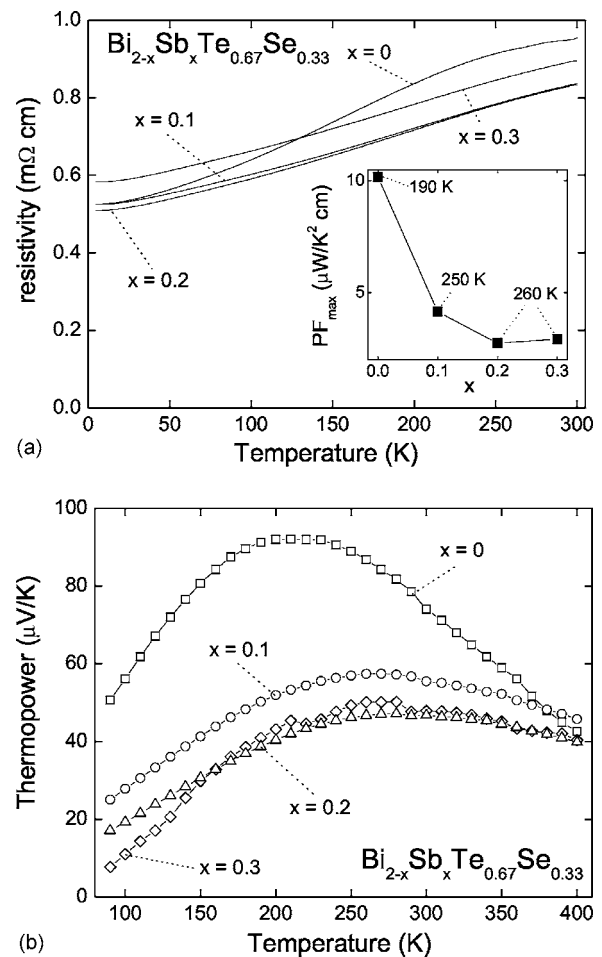 Bi2-xSbxTe0.67Se0.33
x = 0
x = 0.1
x = 0.3
x = 0.2
resistivity (mΩ cm)
1.0
0.8
0.6
0.4
0.2
0.0
0 50 100 150 200 250 300
Temperature (K)
(a)
PFmax (μW/K2 cm)
10
5
190 K
250 K
260 K
0.0 0.1 0.2 0.3
x
Thermopower (μV/K)
100
80
60
40
20
0
x = 0
x = 0.1
x = 0.2
x = 0.3
Bi2-xSbxTe0.67Se0.33
100 150 200 250 300 350 400
Temperature (K)
(b)